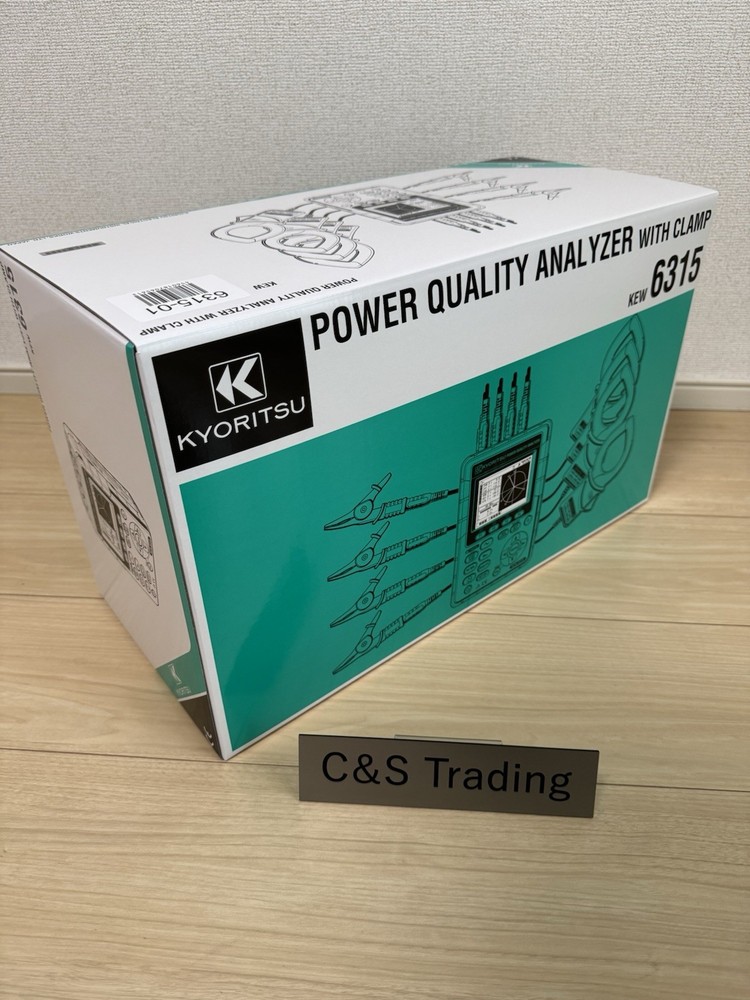 POWER QUALITY ANALYZER WITH CLAMP
KEW 6315
KYORITSU
6315-01
KEW
POWER QUALITY ANALYZER WITH CLAMP
C&S Trading